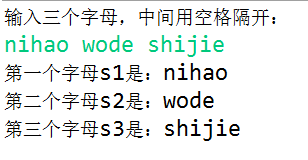 输入三个字母，中间用空格隔开：
nihao wode shijie
第一个字母s1是：nihao
第二个字母s2是：wode
第三个字母s3是：shijie